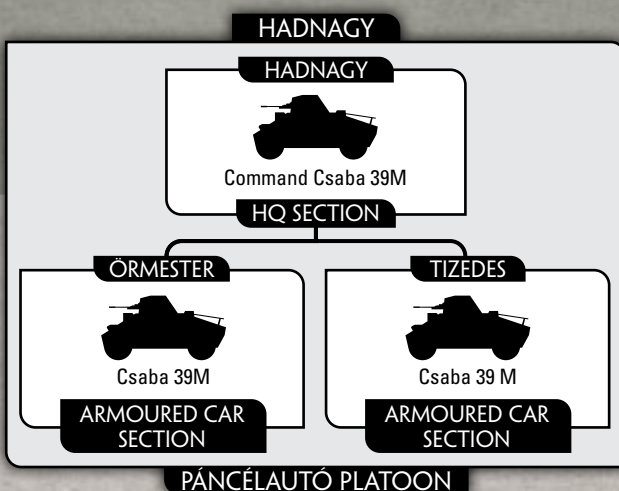 HADNAGY
HADNAGY
Command Csaba 39M
HQ SECTION
ÖRMESTER
TIZEDES
Csaba 39M
Csaba 39 M
ARMOURED CAR
SECTION
ARMOURED CAR
SECTION
PÁNCÉLAUTÓ PLATOON